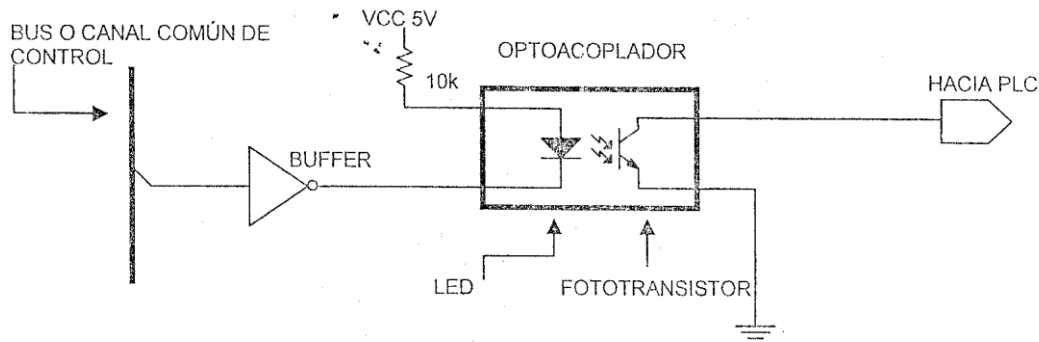 BUS O CANAL COMÚN DE
CONTROL
VCC 5V
10k
OPTOACOPLADOR
HACIA PLC
BUFFER
LED
FOTOTRANSISTOR